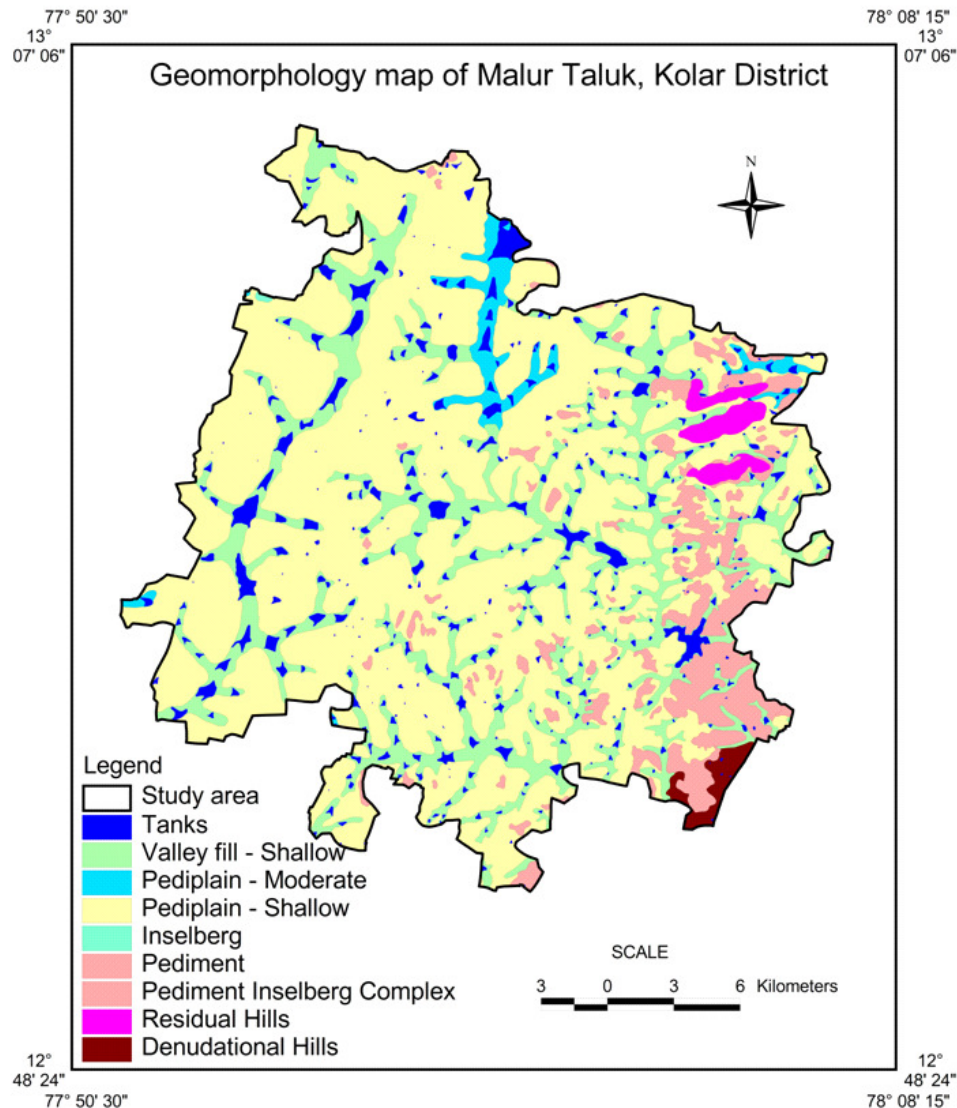 77° 50' 30"
78° 08' 15"
13°
07' 06"
13°
07' 06"
Geomorphology map of Malur Taluk, Kolar District
N
Legend
Study area
Tanks
Valley fill - Shallow
Pediplain - Moderate
Pediplain - Shallow
Inselberg
Pediment
Pediment Inselberg Complex
Residual Hills
Denudational Hills
SCALE
3 0 3 6 Kilometers
12°
48' 24"
12°
48' 24"
77° 50' 30"
78° 08' 15"